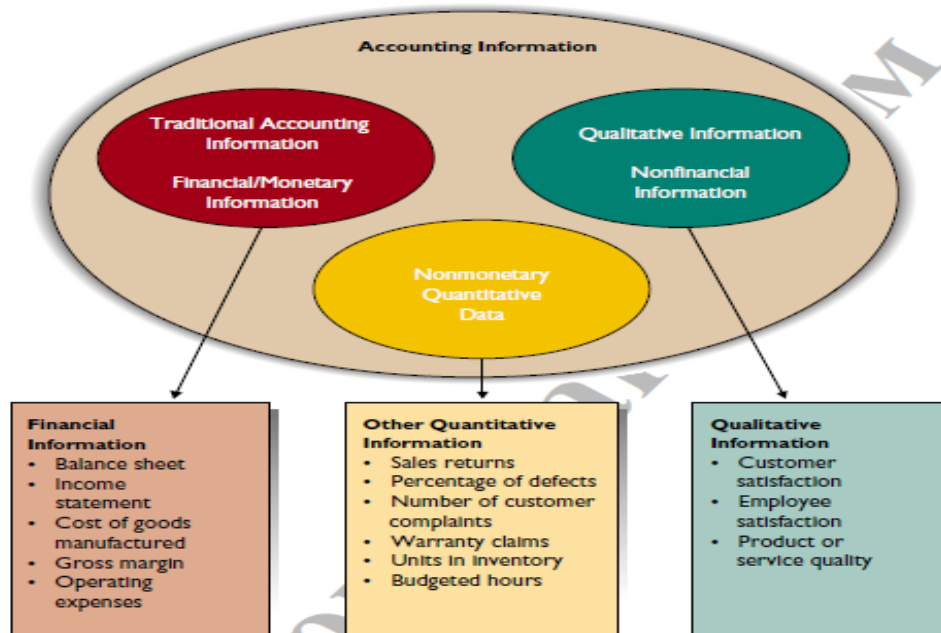 Accounting Information
Traditional Accounting
Information
Financial/Monetary
Information
Qualitative Information
Nonfinancial
Information
Nonmonetary
Quantitative
Data
Financial
Information
• Balance sheet
• Income
statement
• Cost of goods
manufactured
• Gross margin
• Operating
expenses
Other Quantitative
Information
• Sales returns
• Percentage of defects
• Number of customer
complaints
• Warranty claims
• Units in inventory
• Budgeted hours
Qualitative
Information
• Customer
satisfaction
• Employee
satisfaction
• Product or
service quality